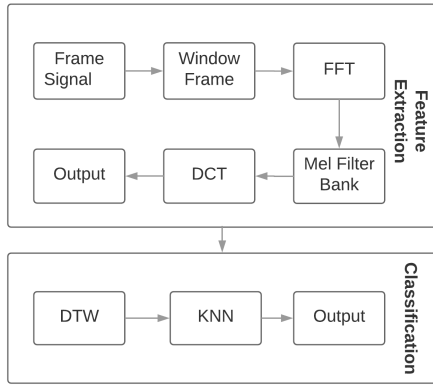 Frame
Signal
Window
Frame
FFT
Feature
Extraction
Output
DCT
Mel Filter
Bank
Classification
DTW
KNN
Output